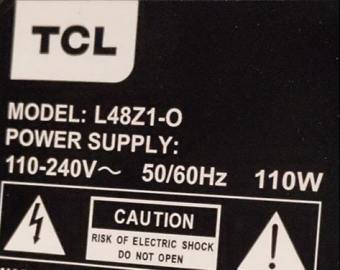 TCL
MODEL: L48Z1-O
POWER SUPPLY:
110-240V～ 50/60Hz 110W
CAUTION
RISK OF ELECTRIC SHOCK
DO NOT OPEN